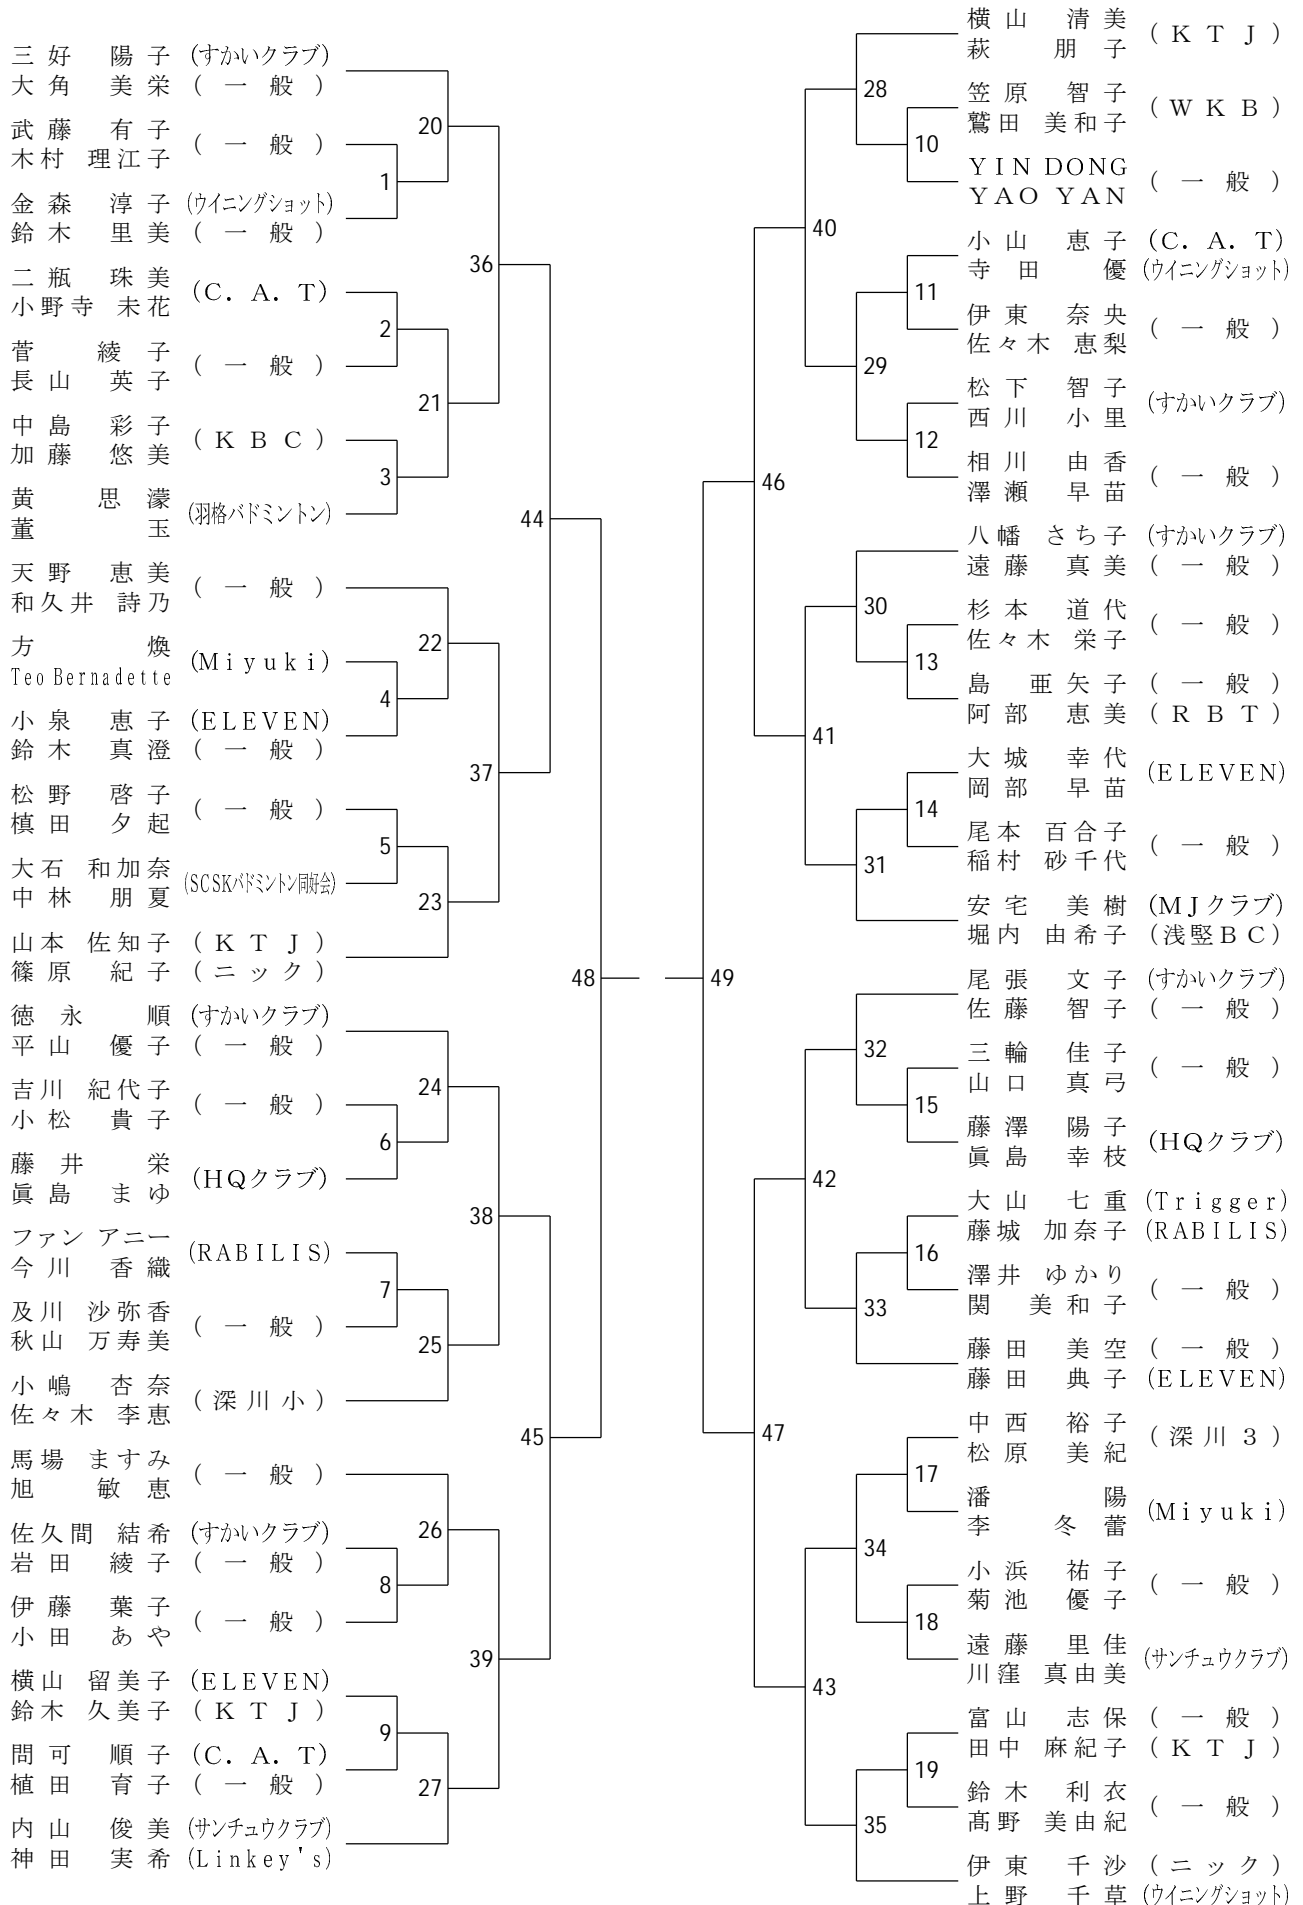 三好 陽子 (すかいクラブ)
大角 美栄 (一般)
20
武藤 有子
木村 理江子 (一般)
1
金森 淳子 (ウイニングショット)
鈴木 里美 (一般)
36
二瓶 珠美
小野寺 未花 (C.A.T)
2
菅 綾子
長山 英子 (一般)
21
中島 彩子
加藤 悠美 (KBC)
3
黄 思濛
董 玉 (羽格バドミントン)
44
天野 恵美
和久井 詩乃 (一般)
22
方 煥
Teo Bernadette (Miyuki)
4
小泉 恵子 (ELEVEN)
鈴木 真澄 (一般)
37
松野 啓子
槙田 夕起 (一般)
5
大石 和加奈
中林 朋夏 (SCSKバドミントン同好会)
23
山本 佐知子 (KTJ)
篠原 紀子 (ニック)
48
徳永 順 (すかいクラブ)
平山 優子 (一般)
24
吉川 紀代子
小松 貴子 (一般)
6
藤井 栄
眞島 まゆ (HQクラブ)
38
ファン アニー
今川 香織 (RABILIS)
7
及川 沙弥香
秋山 万寿美 (一般)
25
小嶋 杏奈
佐々木 李恵 (深川小)
45
馬場 ますみ
旭 敏恵 (一般)
26
佐久間 結希 (すかいクラブ)
岩田 綾子 (一般)
8
伊藤 葉子
小田 あや (一般)
39
横山 留美子 (ELEVEN)
鈴木 久美子 (KTJ)
9
問可 順子 (C.A.T)
植田 育子 (一般)
27
内山 俊美 (サンチュウクラブ)
神田 実希 (Linkey's)
横山 清美
萩 朋子 (KTJ)
28
笠原 智子
鷲田 美和子 (WKB)
10
YIN DONG
YAO YAN (一般)
40
小山 恵子 (C.A.T)
寺田 優 (ウイニングショット)
11
伊東 奈央
佐々木 恵梨 (一般)
29
松下 智子
西川 小里 (すかいクラブ)
12
相川 由香
澤瀬 早苗 (一般)
46
八幡 さち子 (すかいクラブ)
遠藤 真美 (一般)
30
杉本 道代
佐々木 栄子 (一般)
13
島 亜矢子 (一般)
阿部 恵美 (RBT)
41
大城 幸代
岡部 早苗 (ELEVEN)
14
尾本 百合子
稲村 砂千代 (一般)
31
安宅 美樹 (MJクラブ)
堀内 由希子 (浅竪BC)
49
尾張 文子 (すかいクラブ)
佐藤 智子 (一般)
32
三輪 佳子
山口 真弓 (一般)
15
藤澤 陽子
眞島 幸枝 (HQクラブ)
42
大山 七重 (Trigger)
藤城 加奈子 (RABILIS)
16
澤井 ゆかり
関 美和子 (一般)
33
藤田 美空 (一般)
藤田 典子 (ELEVEN)
47
中西 裕子
松原 美紀 (深川3)
17
潘 陽
李 冬蕾 (Miyuki)
34
小浜 祐子
菊池 優子 (一般)
18
遠藤 里佳
川窪 真由美 (サンチュウクラブ)
43
富山 志保 (一般)
田中 麻紀子 (KTJ)
19
鈴木 利衣
髙野 美由紀 (一般)
35
伊東 千沙 (ニック)
上野 千草 (ウイニングショット)